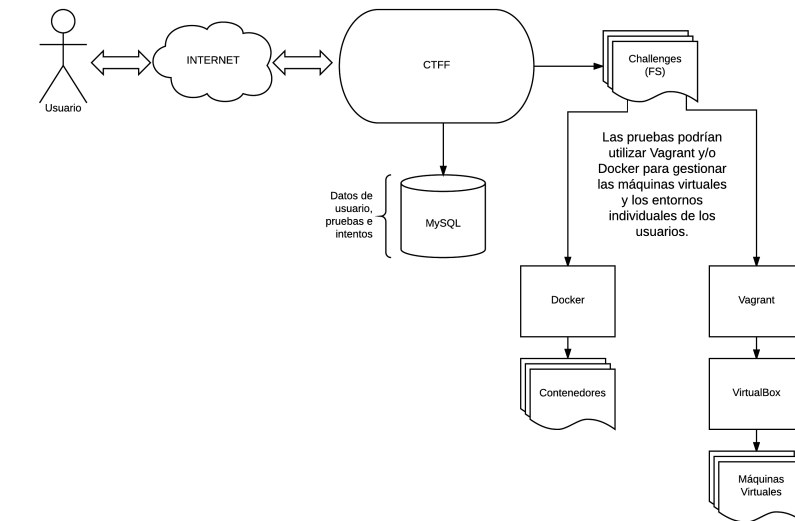 Usuario
INTERNET
CTFF
Challenges
(FS)
Las pruebas podrían
utilizar Vagrant y/o
Docker para gestionar
las máquinas virtuales
y los entornos
individuales de los
usuarios.
Datos de
usuario,
pruebas e
intentos
MySQL
Docker
Vagrant
Contenedores
VirtualBox
Máquinas
Virtuales